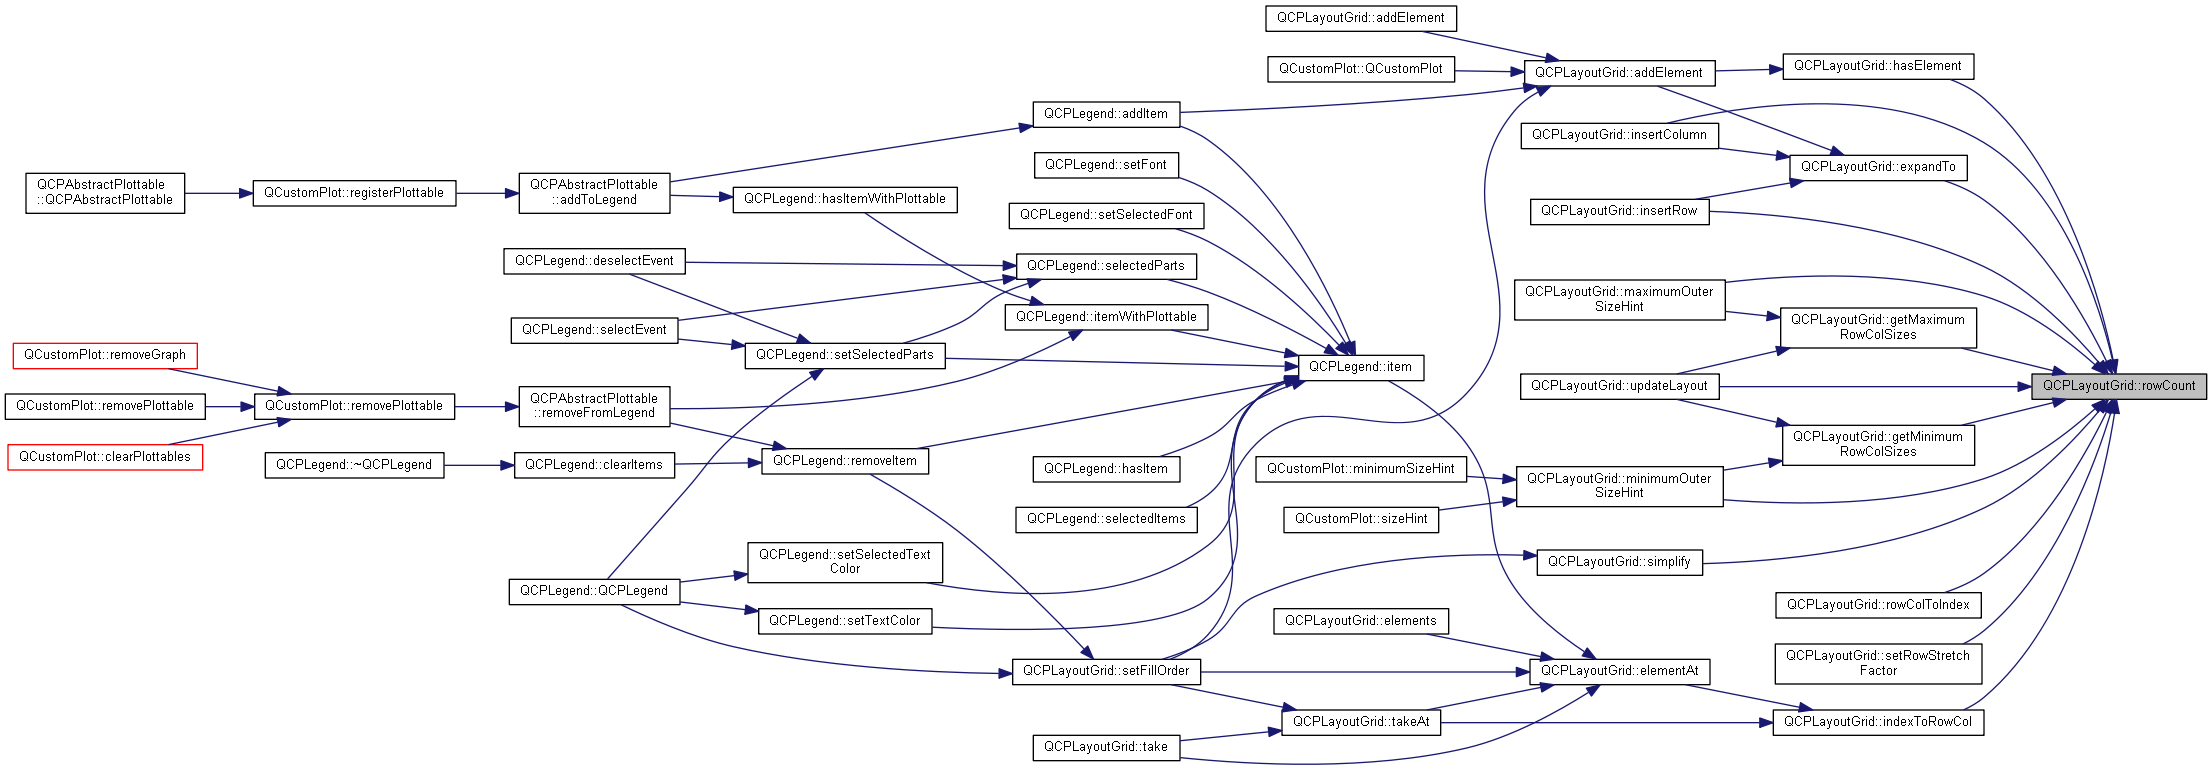 QCPLayoutGrid::addElement
QCustomPlot::QCustomPlot
QCPLayoutGrid::addElement
QCPLayoutGrid::hasElement
QCPLegend::addItem
QCPLayoutGrid::insertColumn
QCPLegend::setFont
QCPLayoutGrid::expandTo
QCPAbstractPlottable
::QCPAbstractPlottable
QCustomPlot::registerPlottable
QCPAbstractPlottable
::addToLegend
QCPLegend::hasItemWithPlottable
QCPLegend::setSelectedFont
QCPLayoutGrid::insertRow
QCPLegend::deselectEvent
QCPLegend::selectedParts
QCPLayoutGrid::maximumOuter
SizeHint
QCPLegend::selectEvent
QCPLegend::itemWithPlottable
QCPLayoutGrid::getMaximum
RowColSizes
QCustomPlot::removeGraph
QCPLegend::setSelectedParts
QCPLegend::item
QCPLayoutGrid::updateLayout
QCPLayoutGrid::rowCount
QCustomPlot::removePlottable
QCustomPlot::removePlottable
QCPAbstractPlottable
::removeFromLegend
QCustomPlot::clearPlottables
QCPLegend::~QCPLegend
QCPLegend::clearItems
QCPLegend::removeItem
QCPLegend::hasItem
QCustomPlot::minimumSizeHint
QCPLayoutGrid::getMinimum
RowColSizes
QCPLayoutGrid::minimumOuter
SizeHint
QCPLegend::selectedItems
QCustomPlot::sizeHint
QCPLegend::setSelectedText
Color
QCPLayoutGrid::simplify
QCPLegend::QCPLegend
QCPLegend::setTextColor
QCPLayoutGrid::elements
QCPLayoutGrid::rowColToIndex
QCPLayoutGrid::setFillOrder
QCPLayoutGrid::elementAt
QCPLayoutGrid::setRowStretch
Factor
QCPLayoutGrid::takeAt
QCPLayoutGrid::indexToRowCol
QCPLayoutGrid::take